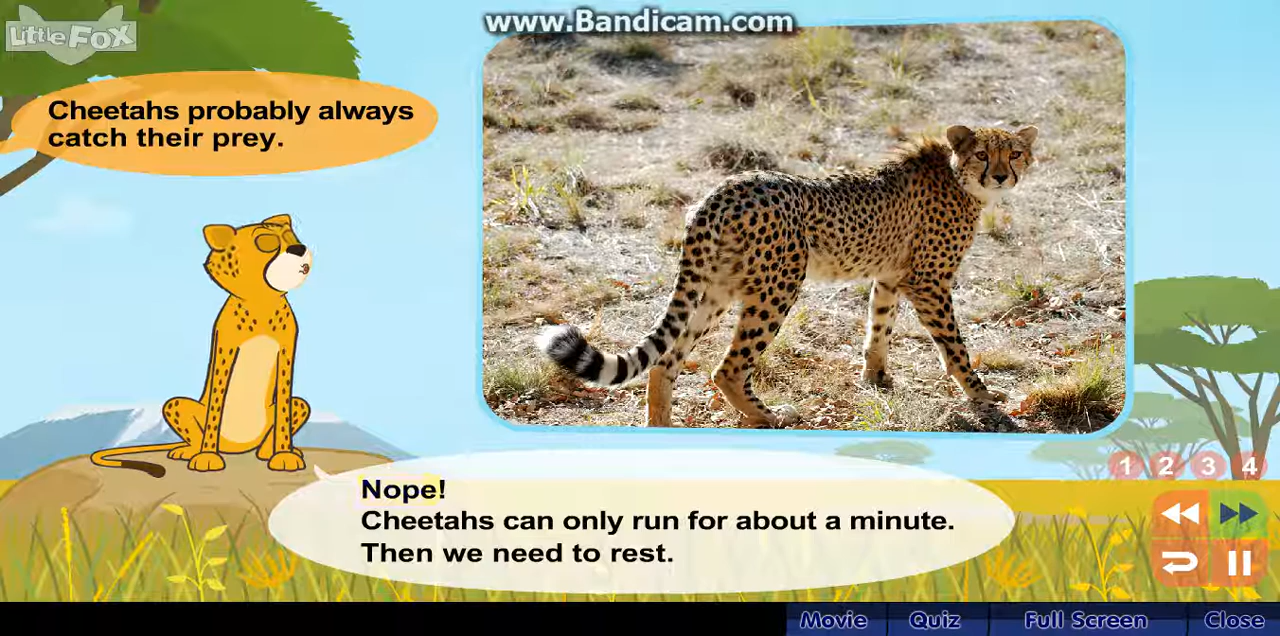 www.Bandicam.com
Little Fox
Cheetahs probably always
catch their prey.
Nope!
Cheetahs can only run for about a minute.
Then we need to rest.
1 2 3 4
Movie Quiz Full Screen Close